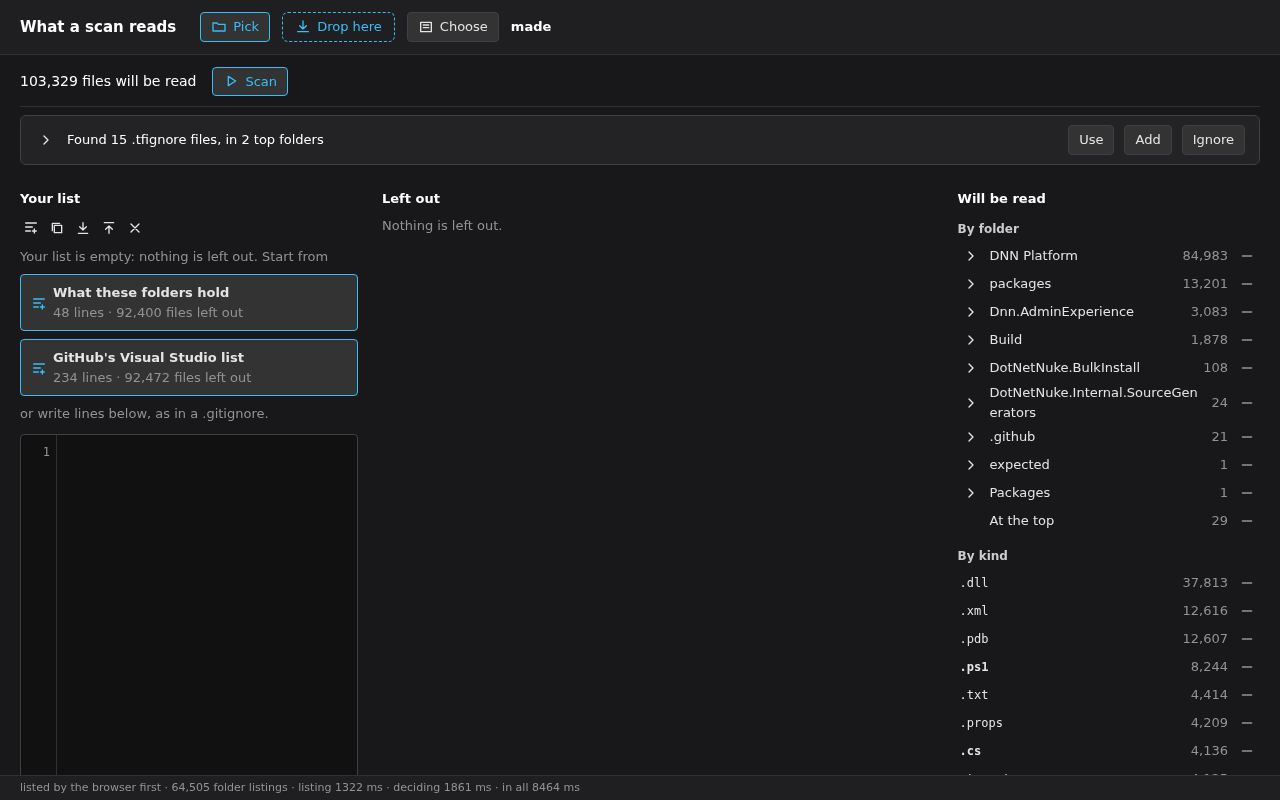 What a scan reads
Pick
Drop here
Choose
made
103,329 files will be read
Scan
Found 15 .tfignore files, in 2 top folders
Use
Add
Ignore
Your list
Your list is empty: nothing is left out. Start from
What these folders hold
48 lines · 92,400 files left out
GitHub's Visual Studio list
234 lines · 92,472 files left out
or write lines below, as in a .gitignore.
1
Left out
Nothing is left out.
Will be read
By folder
DNN Platform 84,983
packages 13,201
Dnn.AdminExperience 3,083
Build 1,878
DotNetNuke.BulkInstall 108
DotNetNuke.Internal.SourceGen
erators 24
.github 21
expected 1
Packages 1
At the top 29
By kind
.dll 37,813
.xml 12,616
.pdb 12,607
.ps1 8,244
.txt 4,414
.props 4,209
.cs 4,136
listed by the browser first · 64,505 folder listings · listing 1322 ms · deciding 1861 ms · in all 8464 ms